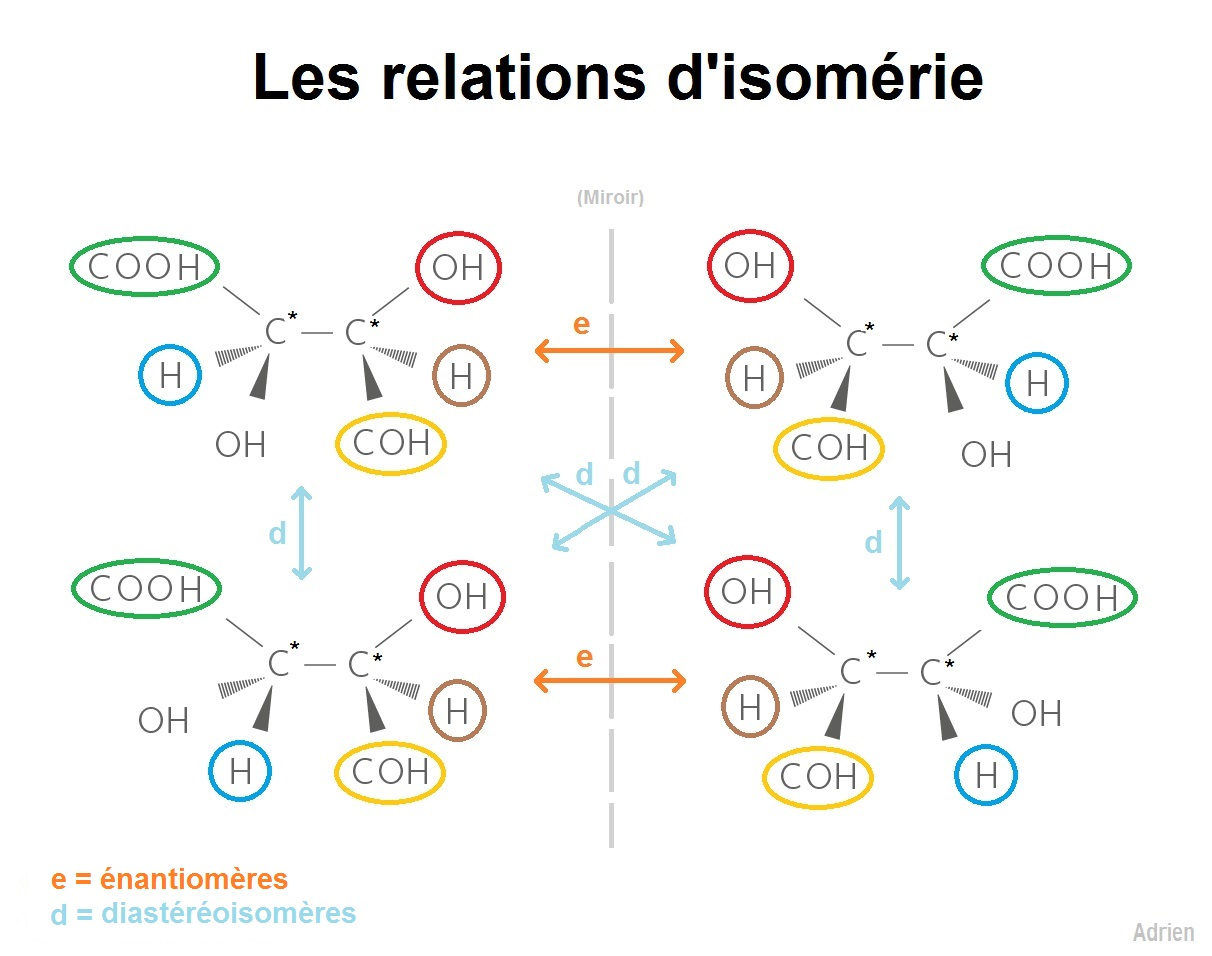 Les relations d'isomérie
(Miroir)
COOH OH OH COOH
C* — C* C* — C*
e
H H H H
OH COH COH OH
d d
d d
COOH OH OH COOH
C* — C* C* — C*
e
OH H H OH
H COH COH H
e = énantiomères
d = diastéréoisomères
Adrien